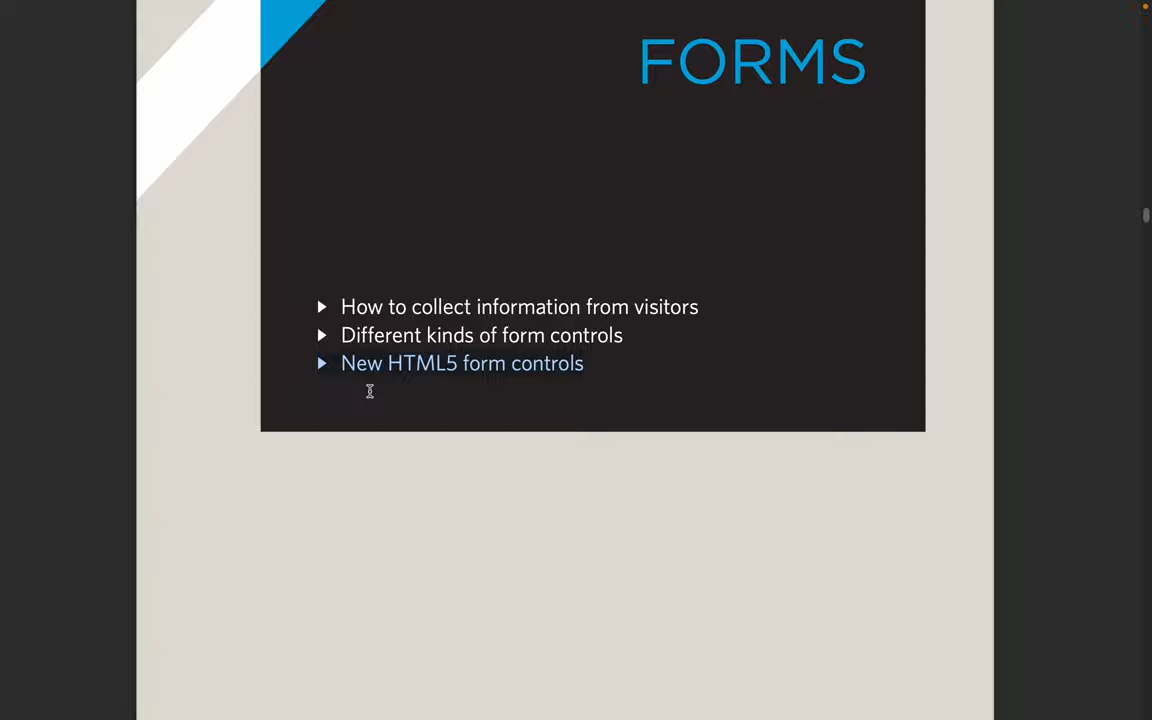 FORMS
How to collect information from visitors
Different kinds of form controls
New HTML5 form controls